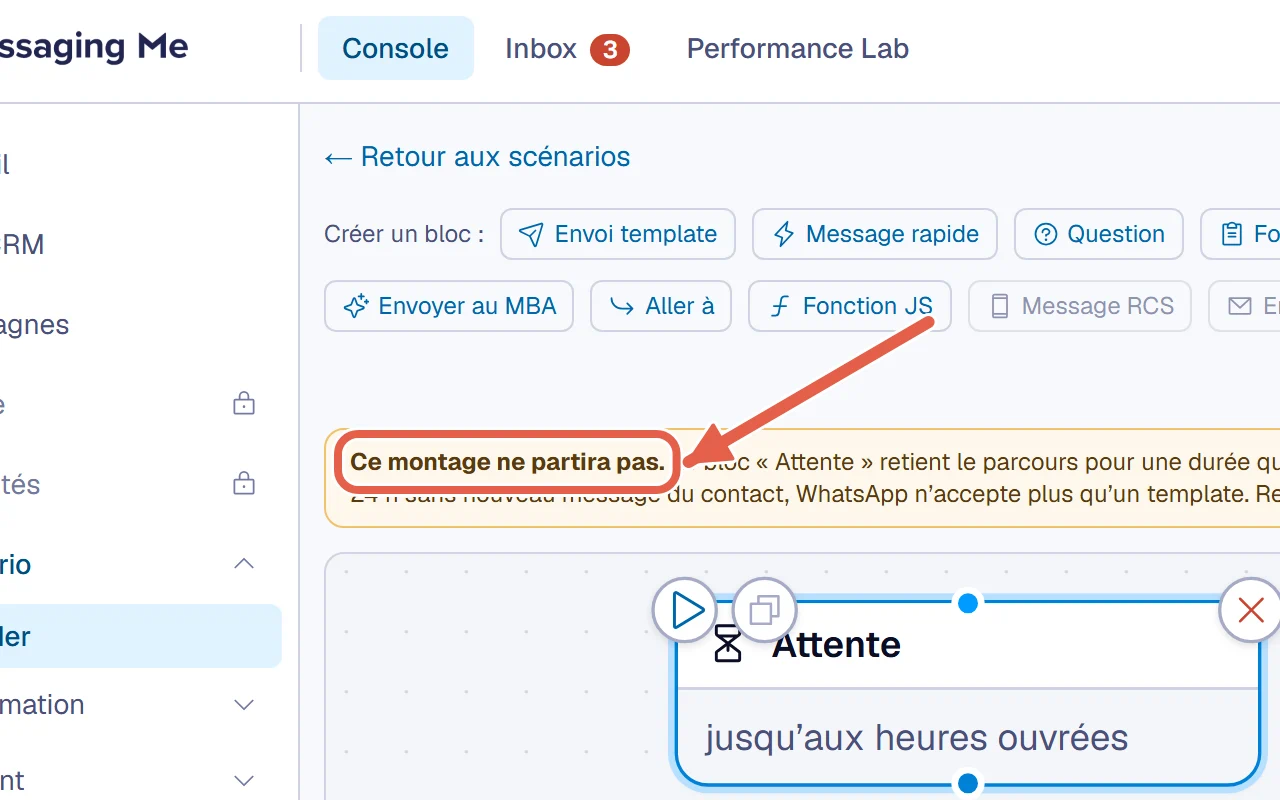 ssaging Me
Console
Inbox 3
Performance Lab
← Retour aux scénarios
Créer un bloc :
Envoi template
Message rapide
Question
Fo
Envoyer au MBA
Aller à
Fonction JS
Message RCS
Ce montage ne partira pas. bloc « Attente » retient le parcours pour une durée qu
24 h sans nouveau message du contact, WhatsApp n’accepte plus qu’un template. Re
il
CRM
agnes
e
tés
rio
mation
nt
Attente
jusqu’aux heures ouvrées